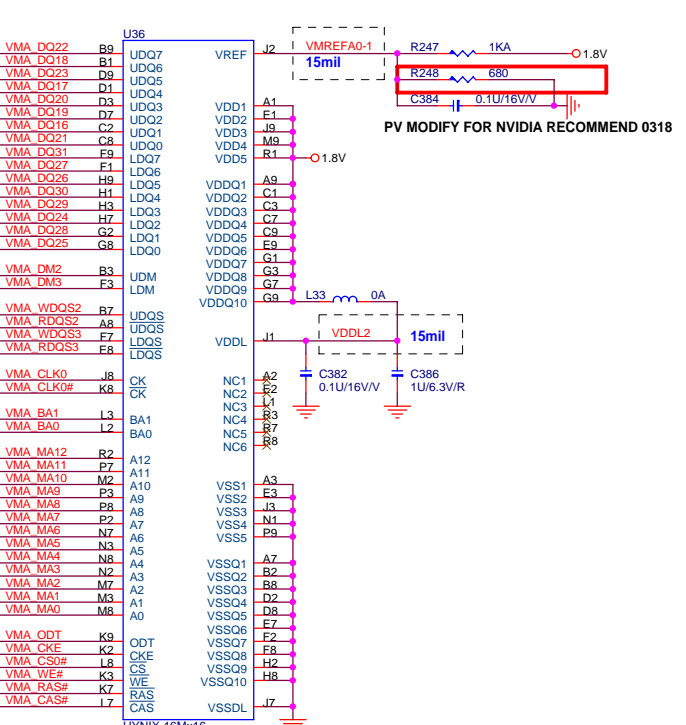 U36
VMA_DQ22 B9 UDQ7 VREF J2 VMREFA0-1 R247 1KA 1.8V
15mil
VMA_DQ18 B1 UDQ6
VMA_DQ23 D9 UDQ5 R248 680
VMA_DQ17 D1 UDQ4
VMA_DQ20 D3 UDQ3 VDD1 A1 C384 0.1U/16V/V
VMA_DQ19 D7 UDQ2 VDD2 E1
VMA_DQ16 C2 UDQ1 VDD3 J9
PV MODIFY FOR NVIDIA RECOMMEND 0318
VMA_DQ21 C8 UDQ0 VDD4 M9
VMA_DQ31 F9 LDQ7 VDD5 R1 1.8V
VMA_DQ27 F1 LDQ6
VMA_DQ26 H9 LDQ5 VDDQ1 A9
VMA_DQ30 H1 LDQ4 VDDQ2 C1
VMA_DQ29 H3 LDQ3 VDDQ3 C3
VMA_DQ24 H7 LDQ2 VDDQ4 C7
VMA_DQ28 G2 LDQ1 VDDQ5 C9
VMA_DQ25 G8 LDQ0 VDDQ6 E9
VDDQ7 G1
VMA_DM2 B3 UDM VDDQ8 G3
VMA_DM3 F3 LDM VDDQ9 G7
VDDQ10 G9 L33 0A
VMA_WDQS2 B7 UDQS
VMA_RDQS2 A8 UDQS
VMA_WDQS3 F7 LDQS VDDL J1 VDDL2 15mil
VMA_RDQS3 E8 LDQS
VMA_CLK0 J8 CK NC1 A2 C382 C386
VMA_CLK0# K8 CK NC2 E2 0.1U/16V/V 1U/6.3V/R
NC3 L1
VMA_BA1 L3 BA1 NC4 R3
VMA_BA0 L2 BA0 NC5 R7
NC6 R8
VMA_MA12 R2 A12
VMA_MA11 P7 A11
VMA_MA10 M2 A10 VSS1 A3
VMA_MA9 P3 A9 VSS2 E3
VMA_MA8 P8 A8 VSS3 J3
VMA_MA7 P2 A7 VSS4 N1
VMA_MA6 N7 A6 VSS5 P9
VMA_MA5 N3 A5
VMA_MA4 N8 A4 VSSQ1 A7
VMA_MA3 N2 A3 VSSQ2 B2
VMA_MA2 M7 A2 VSSQ3 B8
VMA_MA1 M3 A1 VSSQ4 D2
VMA_MA0 M8 A0 VSSQ5 D8
VSSQ6 E7
VMA_ODT K9 ODT VSSQ7 F2
VMA_CKE K2 CKE VSSQ8 F8
VMA_CS0# L8 CS VSSQ9 H2
VMA_WE# K3 WE VSSQ10 H8
VMA_RAS# K7 RAS
VMA_CAS# L7 CAS VSSDL J7
HYNIX 16Mx16